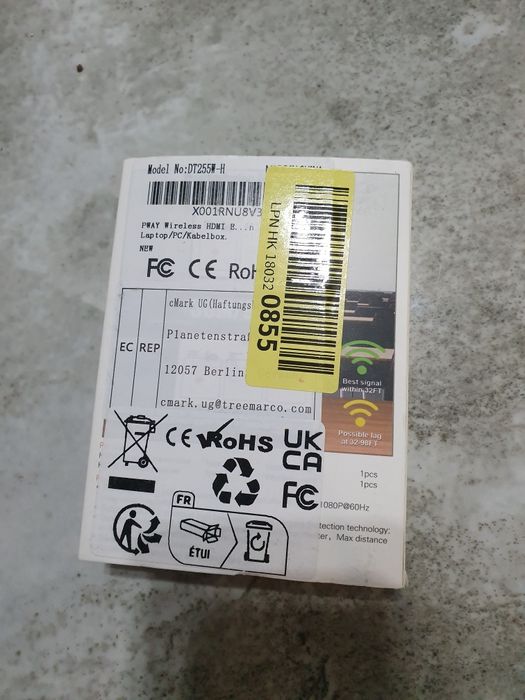 Model No:DT255W-H
X001RNU8V3
PWAY Wireless HDMI
Laptop/PC/Kabelbox.
NEW
FC CE RoH
LPN HK 18032 0855
cMark UG(Haftungs
EC REP
Planetenstraß
12057 Berlin
cmark.ug@treemarco.com
Best signal
within 32FT
Possible lag
at 32-98FT
CE RoHS UK
CA
FC
FR
ÉTUI
1pcs
1pcs
1080P@60Hz
tection technology:
ter, Max distance